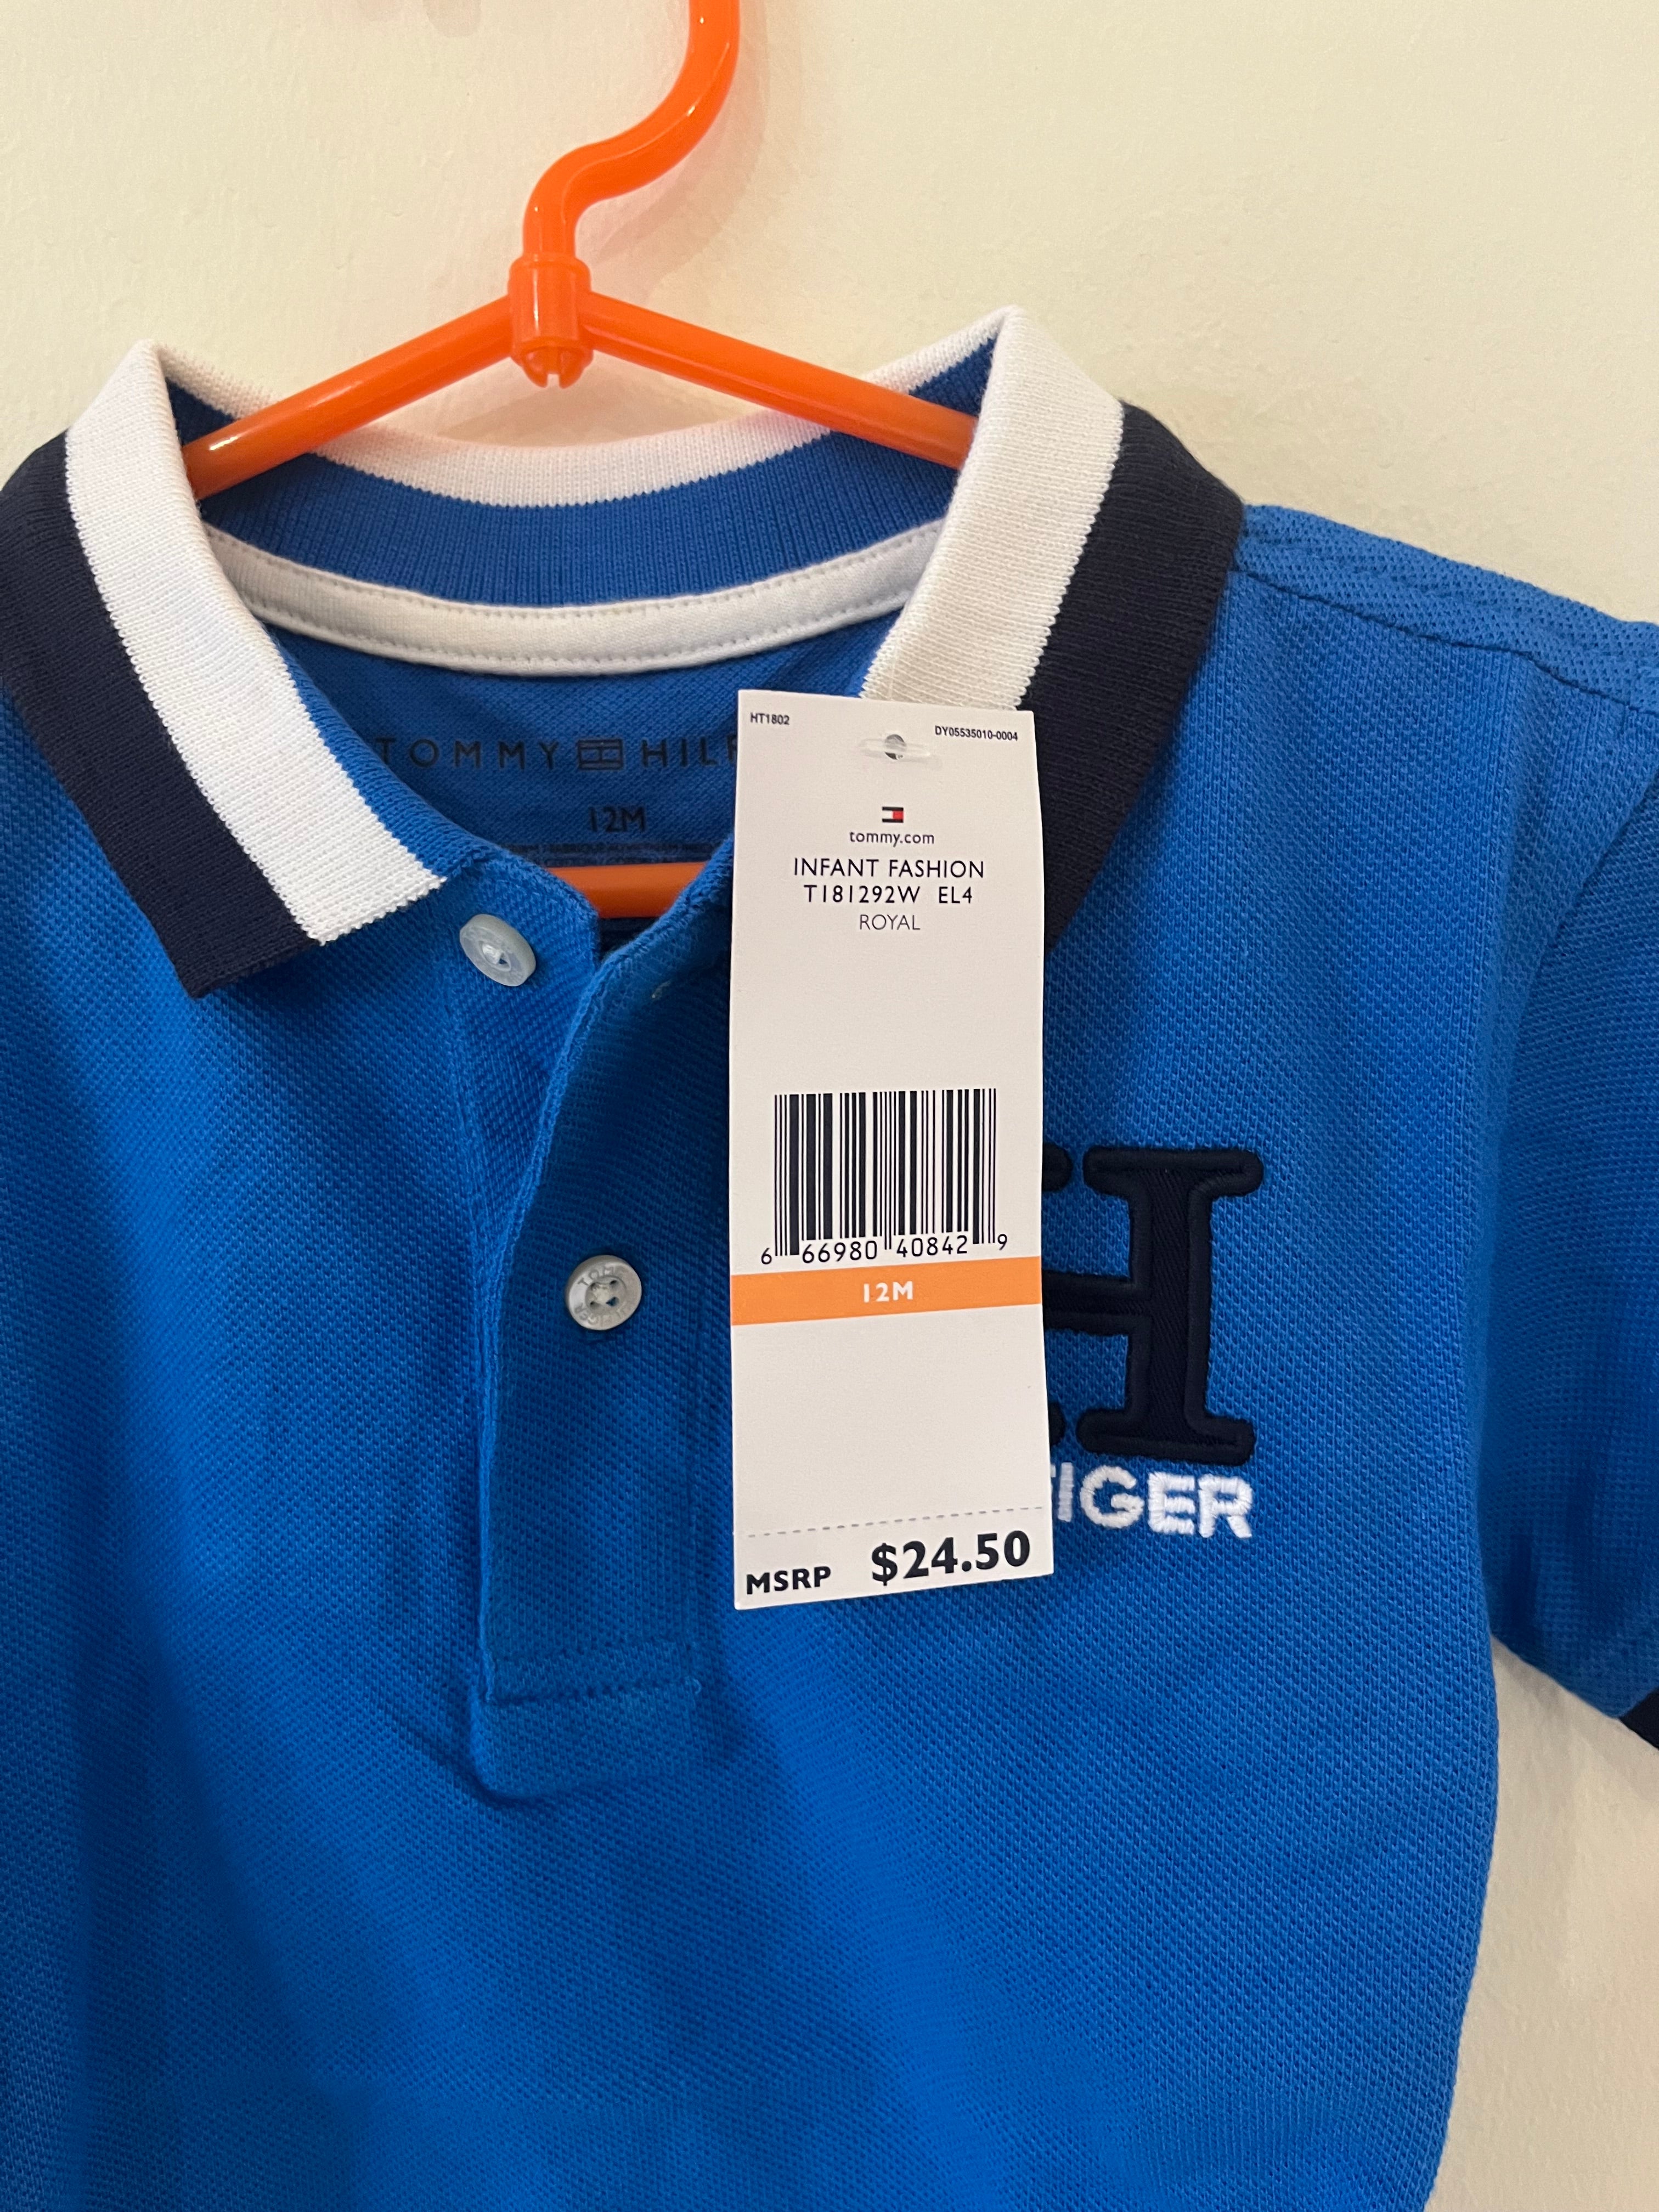 TOMMY HILF
12M
HT1802
DY05535010-0004
tommy.com
INFANT FASHION
T181292W EL4
ROYAL
6 66980 40842 9
12M
MSRP $24.50
H
IGER